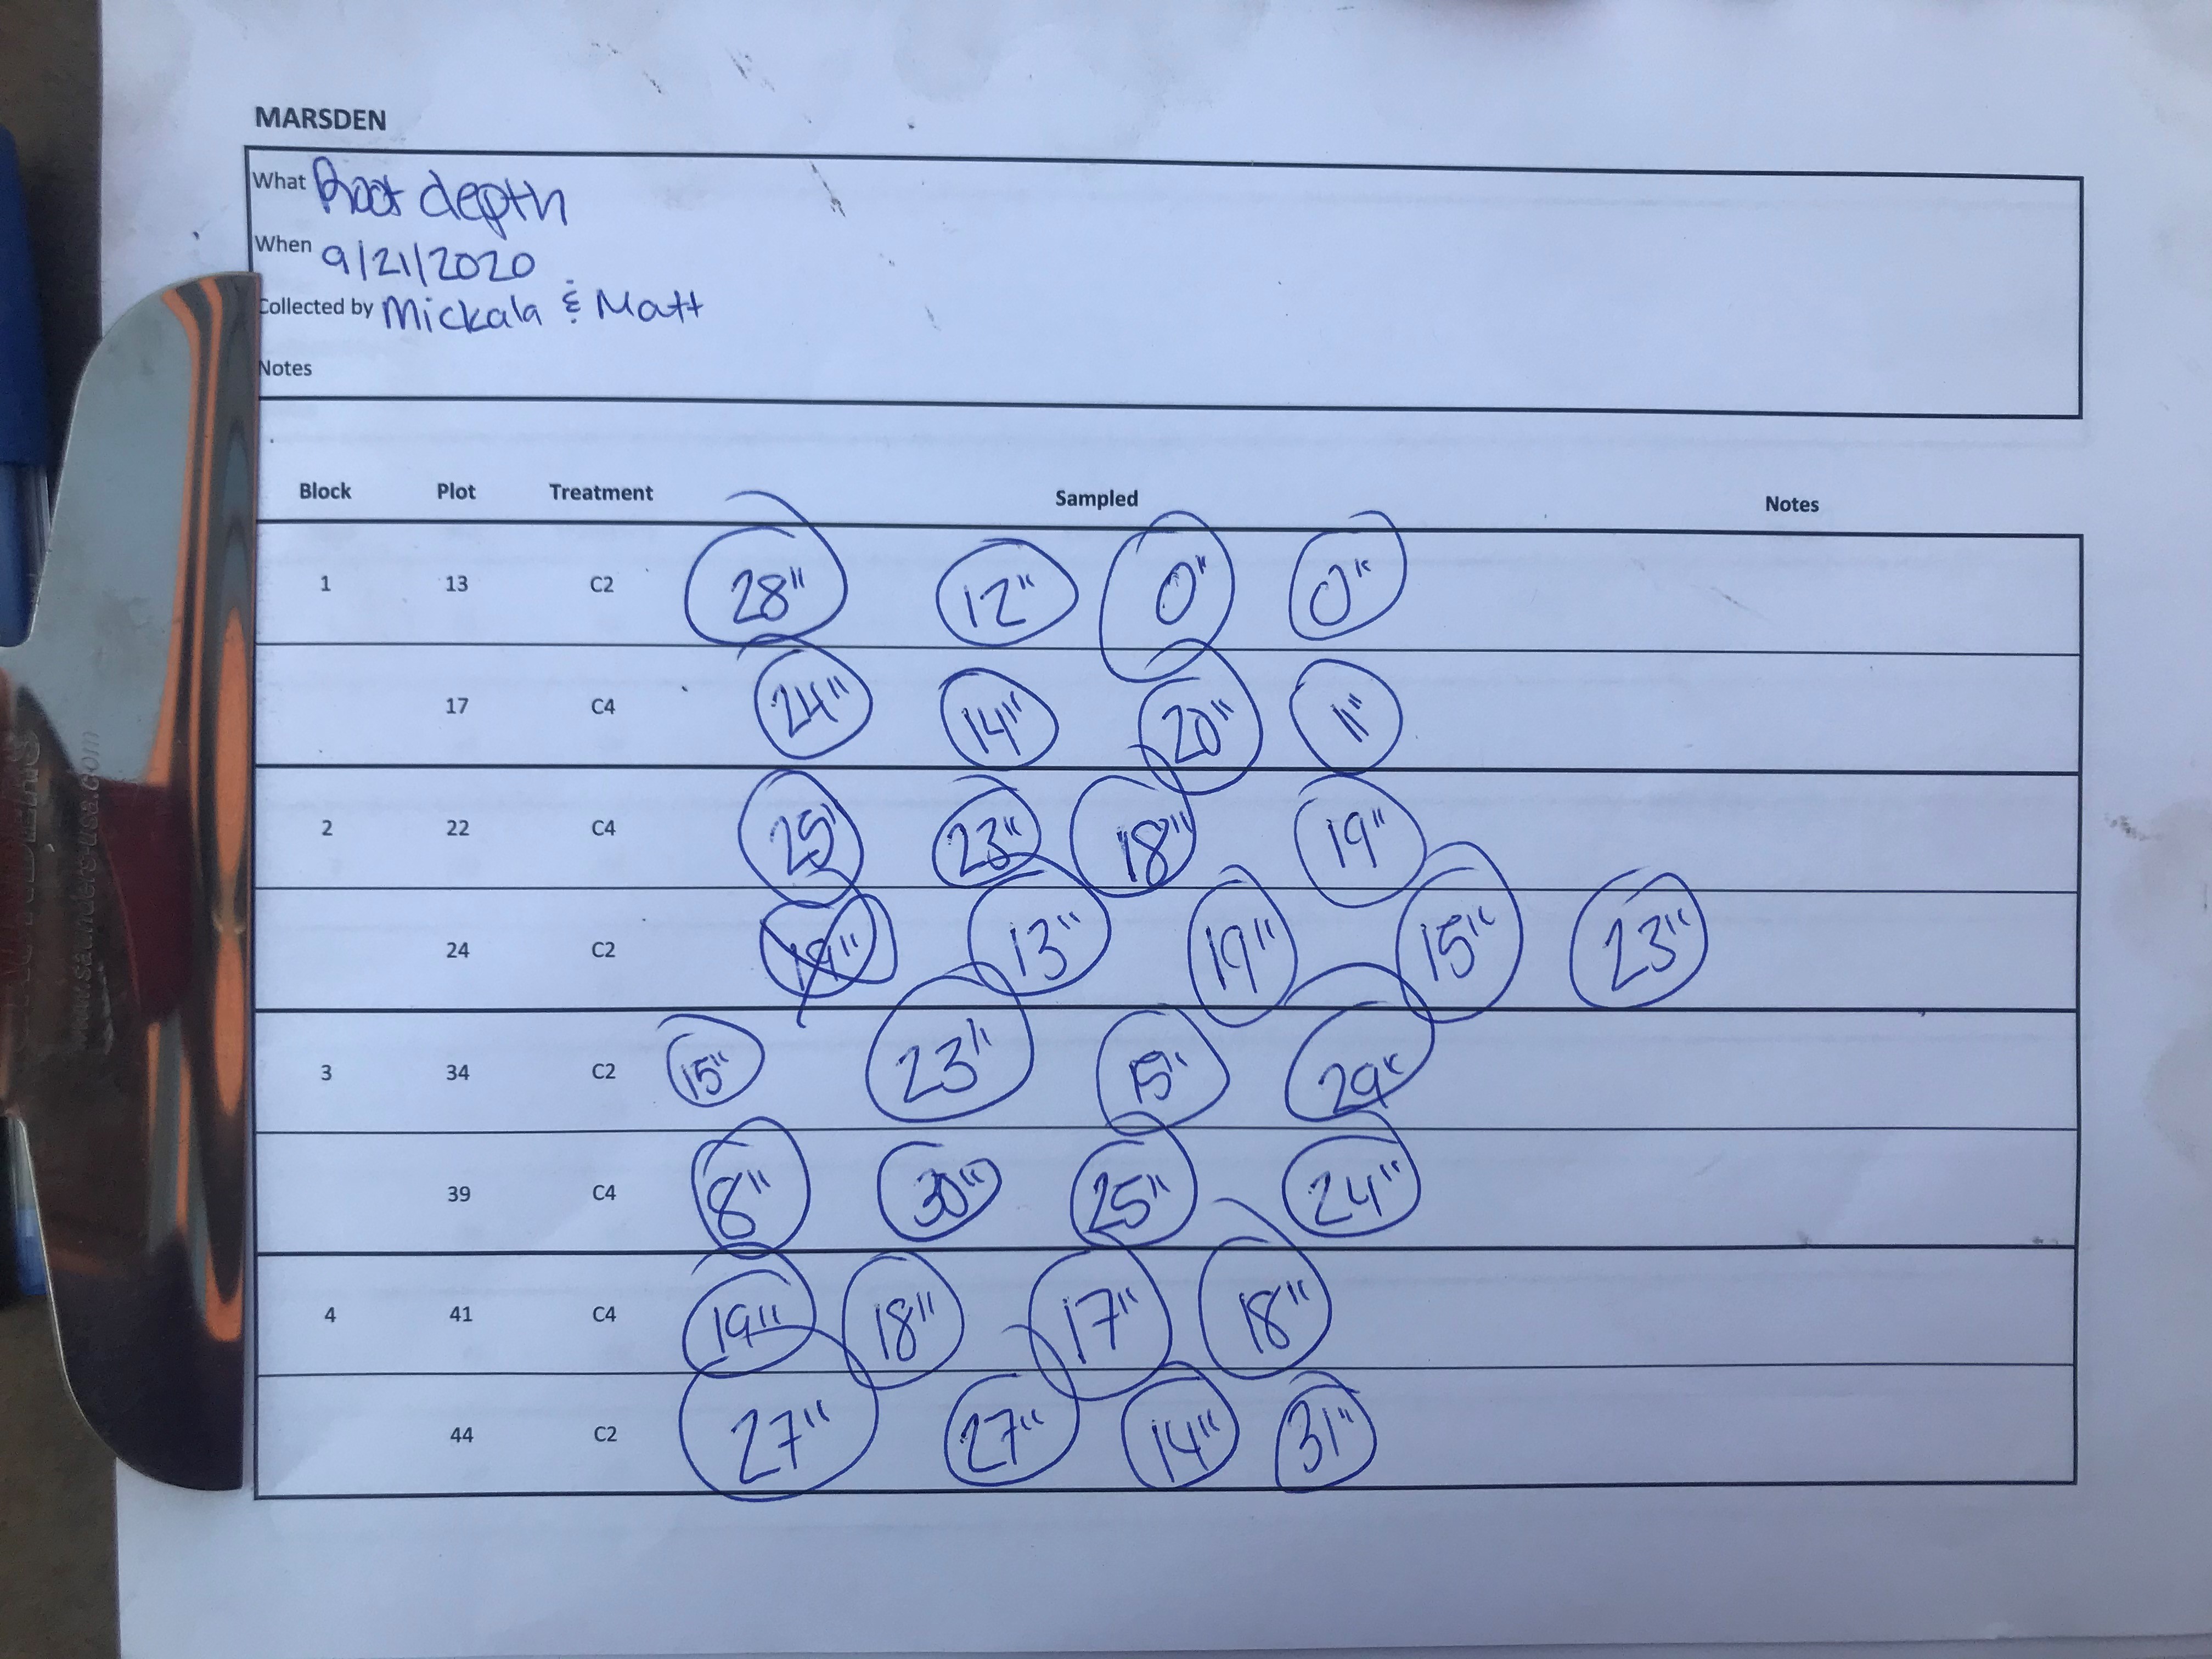 MARSDEN
What Root depth
When 9/21/2020
Collected by Mickala & Matt
Notes
Block Plot Treatment Sampled Notes
1 13 C2 28" 12" 0" 0"
17 C4 24" 14" 20" 11"
2 22 C4 25" 23" 18" 19"
24 C2 19" 13" 19" 15" 23"
3 34 C2 15" 23" 15" 29"
39 C4 8" 30" 25" 24"
4 41 C4 19" 18" 17" 18"
44 C2 27" 27" 14" 31"
www.saunders-usa.com